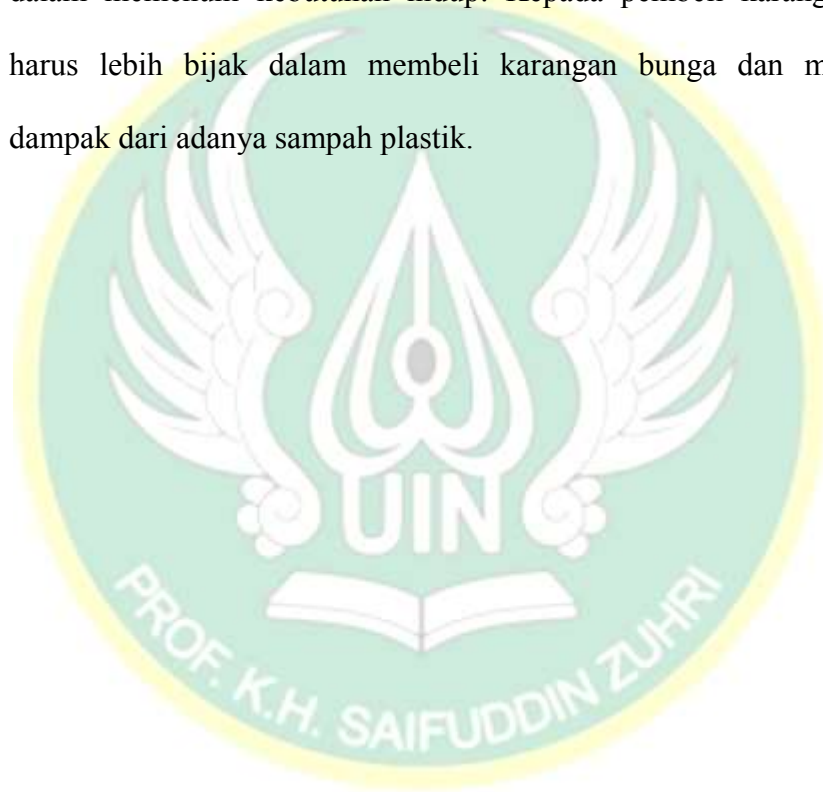 harus lebih bijak dalam membeli karangan bunga dan m
dampak dari adanya sampah plastik.
UIN
PROF. K.H. SAIFUDDIN ZUHRI